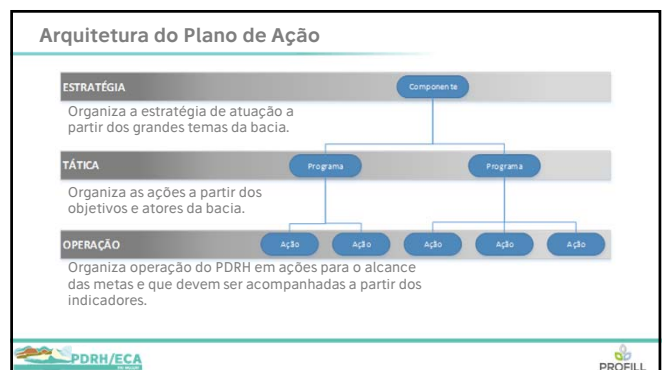 Arquitetura do Plano de Ação
ESTRATÉGIA
Componente
Organiza a estratégia de atuação a
partir dos grandes temas da bacia.
TÁTICA
Programa
Programa
Organiza as ações a partir dos
objetivos e atores da bacia.
OPERAÇÃO
Ação
Ação
Ação
Ação
Ação
Organiza operação do PDRH em ações para o alcance
das metas e que devem ser acompanhadas a partir dos
indicadores.
PDRH/ECA
PROFILL